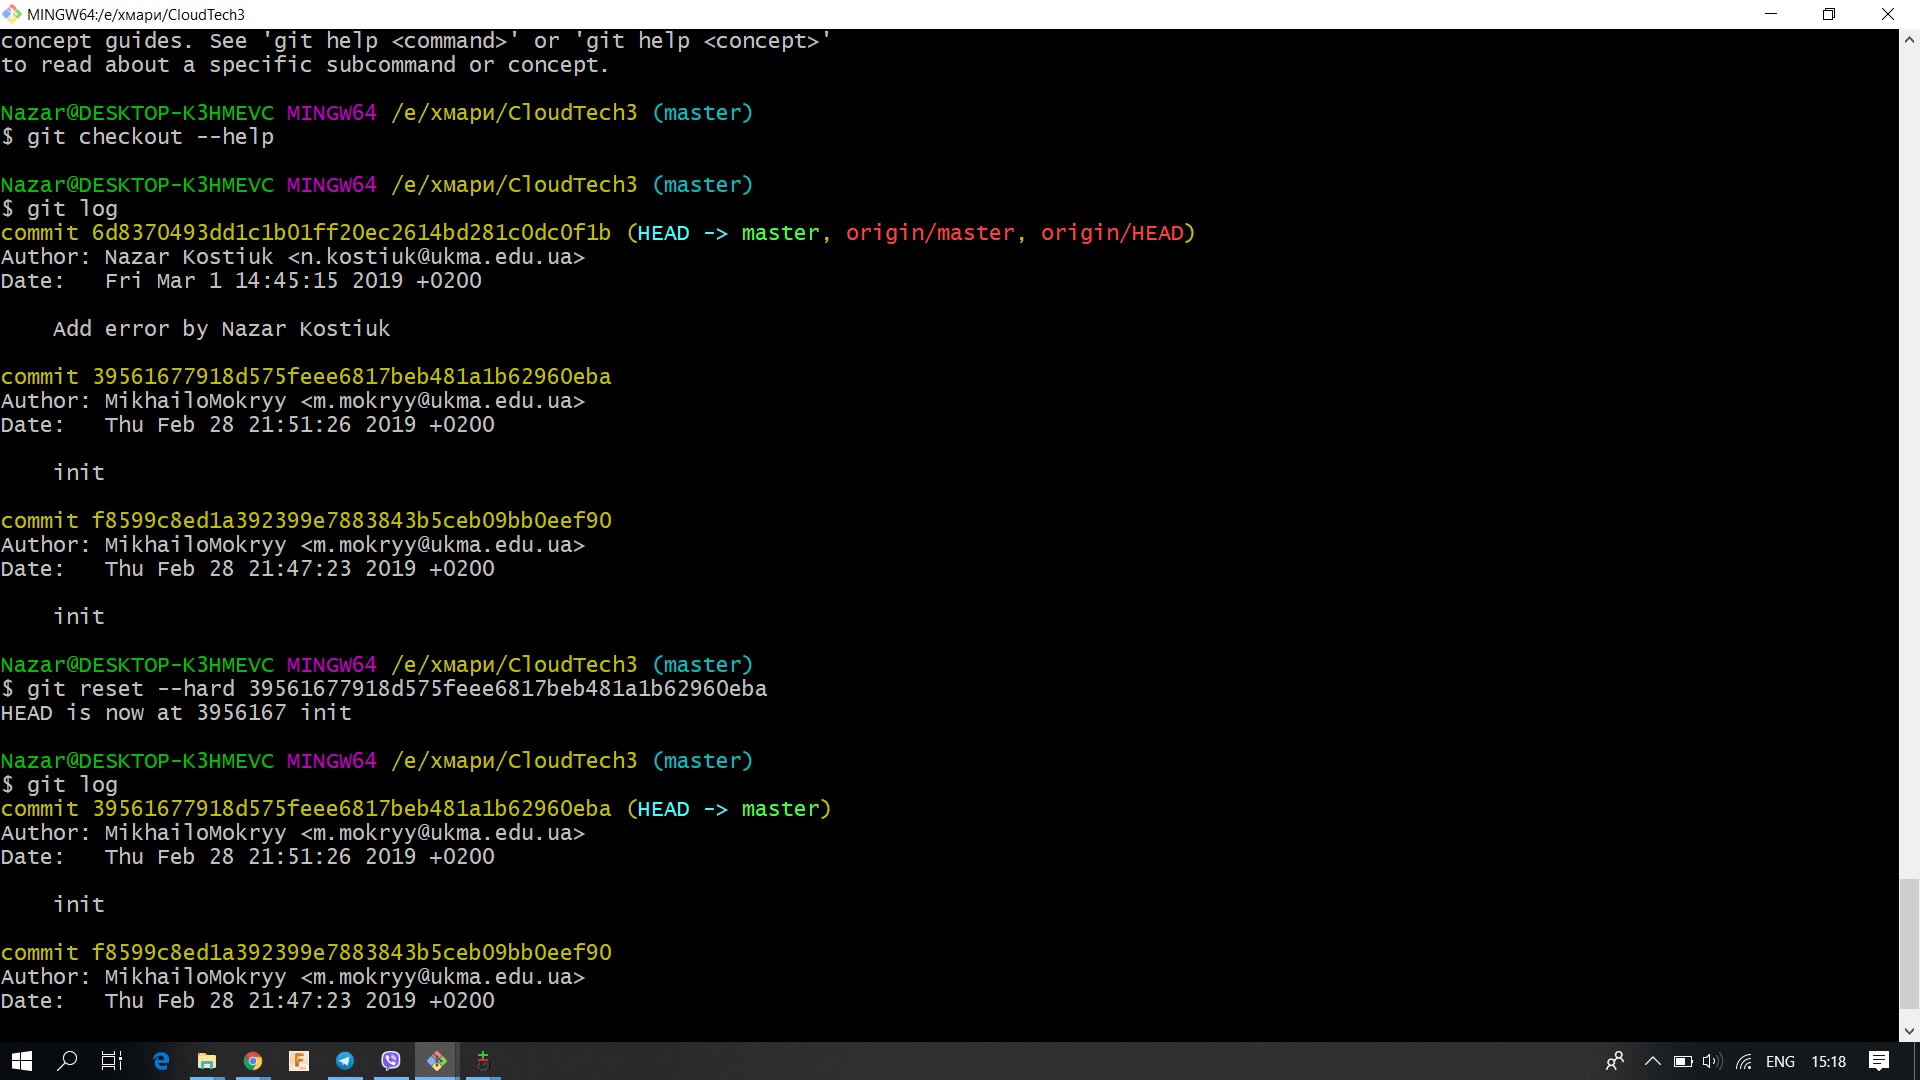 MINGW64:/e/хмари/CloudTech3
concept guides. See 'git help <command>' or 'git help <concept>'
to read about a specific subcommand or concept.
Nazar@DESKTOP-K3HMEVC MINGW64 /e/хмари/CloudTech3 (master)
$ git checkout --help
Nazar@DESKTOP-K3HMEVC MINGW64 /e/хмари/CloudTech3 (master)
$ git log
commit 6d8370493dd1c1b01ff20ec2614bd281c0dc0f1b (HEAD -> master, origin/master, origin/HEAD)
Author: Nazar Kostiuk <n.kostiuk@ukma.edu.ua>
Date:   Fri Mar 1 14:45:15 2019 +0200
    Add error by Nazar Kostiuk
commit 39561677918d575feee6817beb481a1b62960eba
Author: MikhailoMokryy <m.mokryy@ukma.edu.ua>
Date:   Thu Feb 28 21:51:26 2019 +0200
    init
commit f8599c8ed1a392399e7883843b5ceb09bb0eef90
Author: MikhailoMokryy <m.mokryy@ukma.edu.ua>
Date:   Thu Feb 28 21:47:23 2019 +0200
    init
Nazar@DESKTOP-K3HMEVC MINGW64 /e/хмари/CloudTech3 (master)
$ git reset --hard 39561677918d575feee6817beb481a1b62960eba
HEAD is now at 3956167 init
Nazar@DESKTOP-K3HMEVC MINGW64 /e/хмари/CloudTech3 (master)
$ git log
commit 39561677918d575feee6817beb481a1b62960eba (HEAD -> master)
Author: MikhailoMokryy <m.mokryy@ukma.edu.ua>
Date:   Thu Feb 28 21:51:26 2019 +0200
    init
commit f8599c8ed1a392399e7883843b5ceb09bb0eef90
Author: MikhailoMokryy <m.mokryy@ukma.edu.ua>
Date:   Thu Feb 28 21:47:23 2019 +0200
ENG 15:18